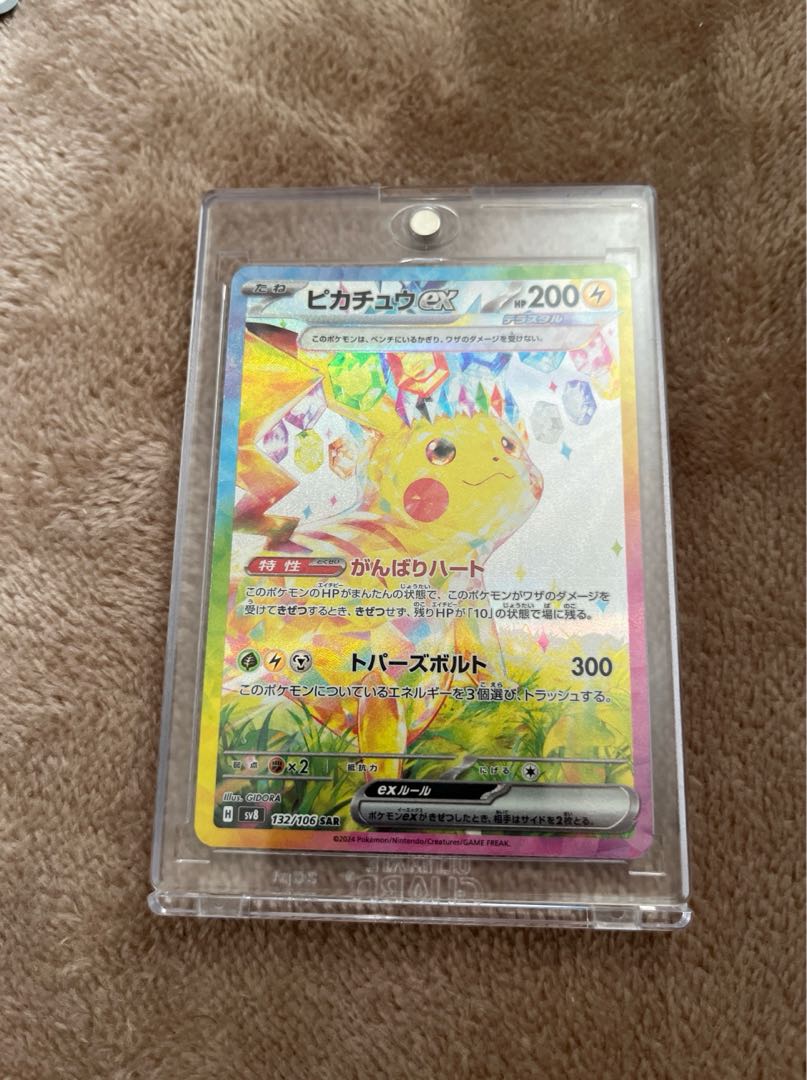 たね ピカチュウex HP200
テラスタル
このポケモンは、ベンチにいるかぎり、ワザのダメージを受けない。
特性 とくせい がんばりハート
このポケモンのHPがまんたんの状態で、このポケモンがワザのダメージを
受けてきぜつするとき、きぜつせず、残りHPが「10」の状態で場に残る。
トパーズボルト 300
このポケモンについているエネルギーを3個選び、トラッシュする。
弱点 ×2 抵抗力 にげる
exルール
ポケモンexがきぜつしたとき、相手はサイドを2枚とる。
Illus. GIDORA
H sv8 132/106 SAR
©2024 Pokémon/Nintendo/Creatures/GAME FREAK.